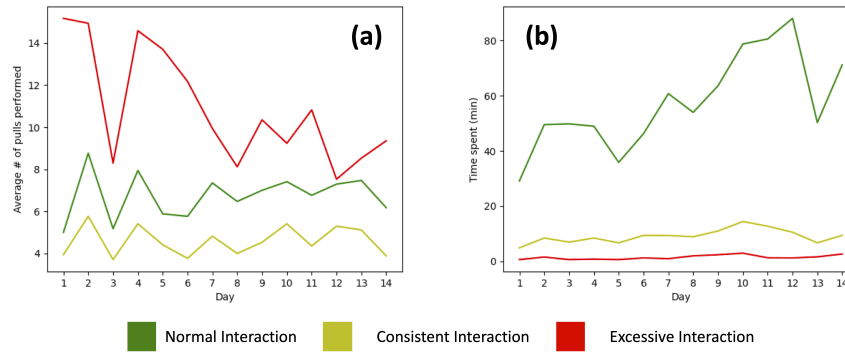 (a)
Average # of pulls performed
14
12
10
8
6
4
1 2 3 4 5 6 7 8 9 10 11 12 13 14
Day
(b)
Time spent (min)
80
60
40
20
0
1 2 3 4 5 6 7 8 9 10 11 12 13 14
Day
Normal Interaction Consistent Interaction Excessive Interaction